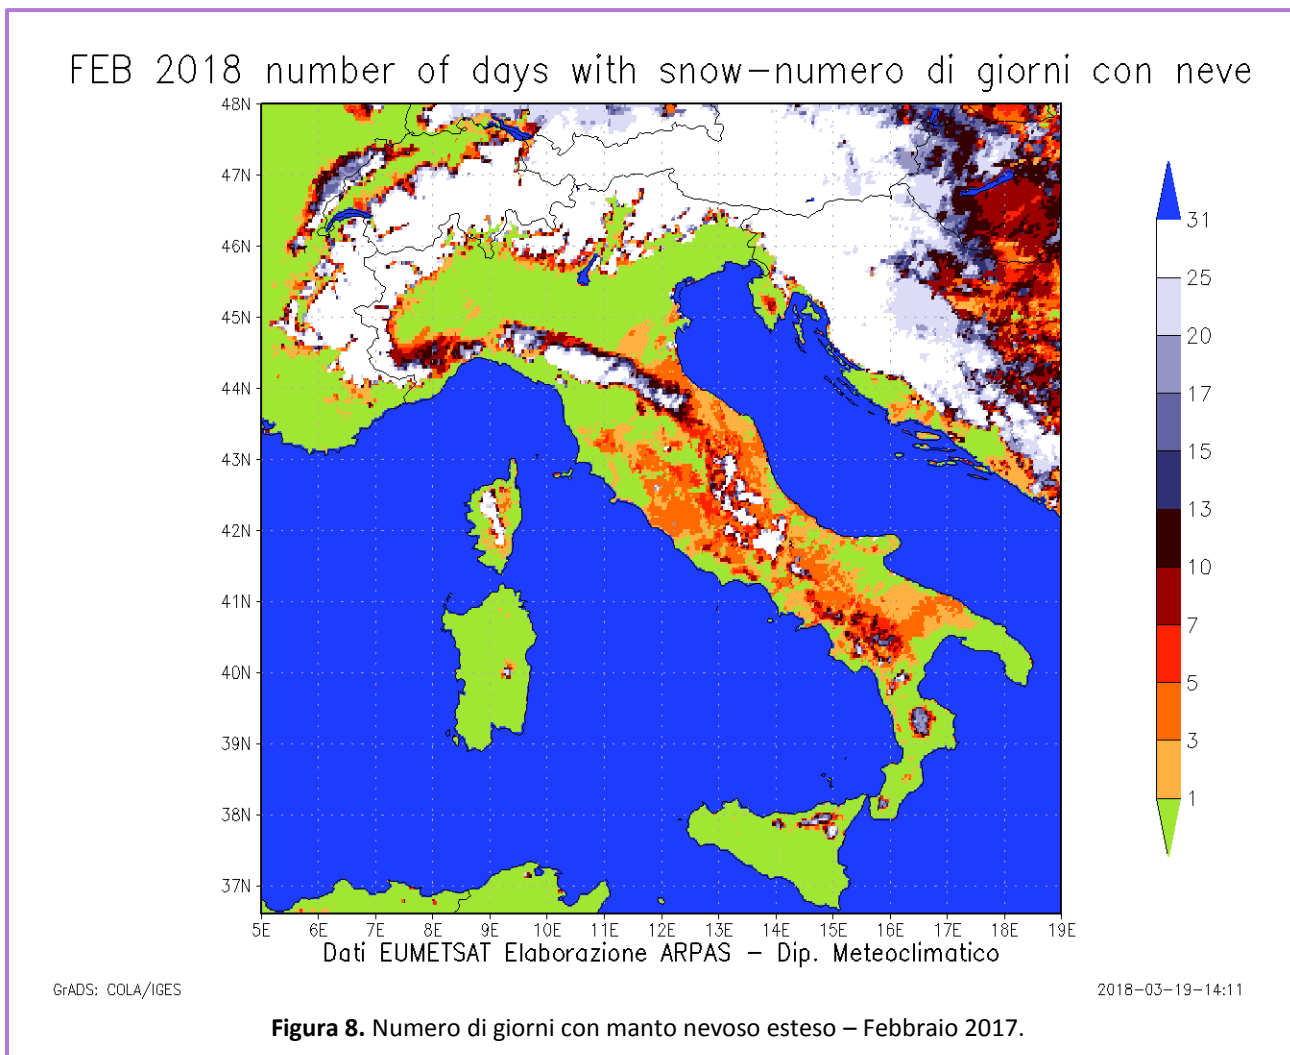 FEB 2018 number of days with snow-numero di giorni con neve
48N
47N
46N
45N
44N
43N
42N
41N
40N
39N
38N
37N
5E 6E 7E 8E 9E 10E 11E 12E 13E 14E 15E 16E 17E 18E 19E
31
25
20
17
15
13
10
7
5
3
1
Dati EUMETSAT Elaborazione ARPAS – Dip. Meteoclimatico
GrADS: COLA/IGES
2018-03-19-14:11
Figura 8. Numero di giorni con manto nevoso esteso – Febbraio 2017.